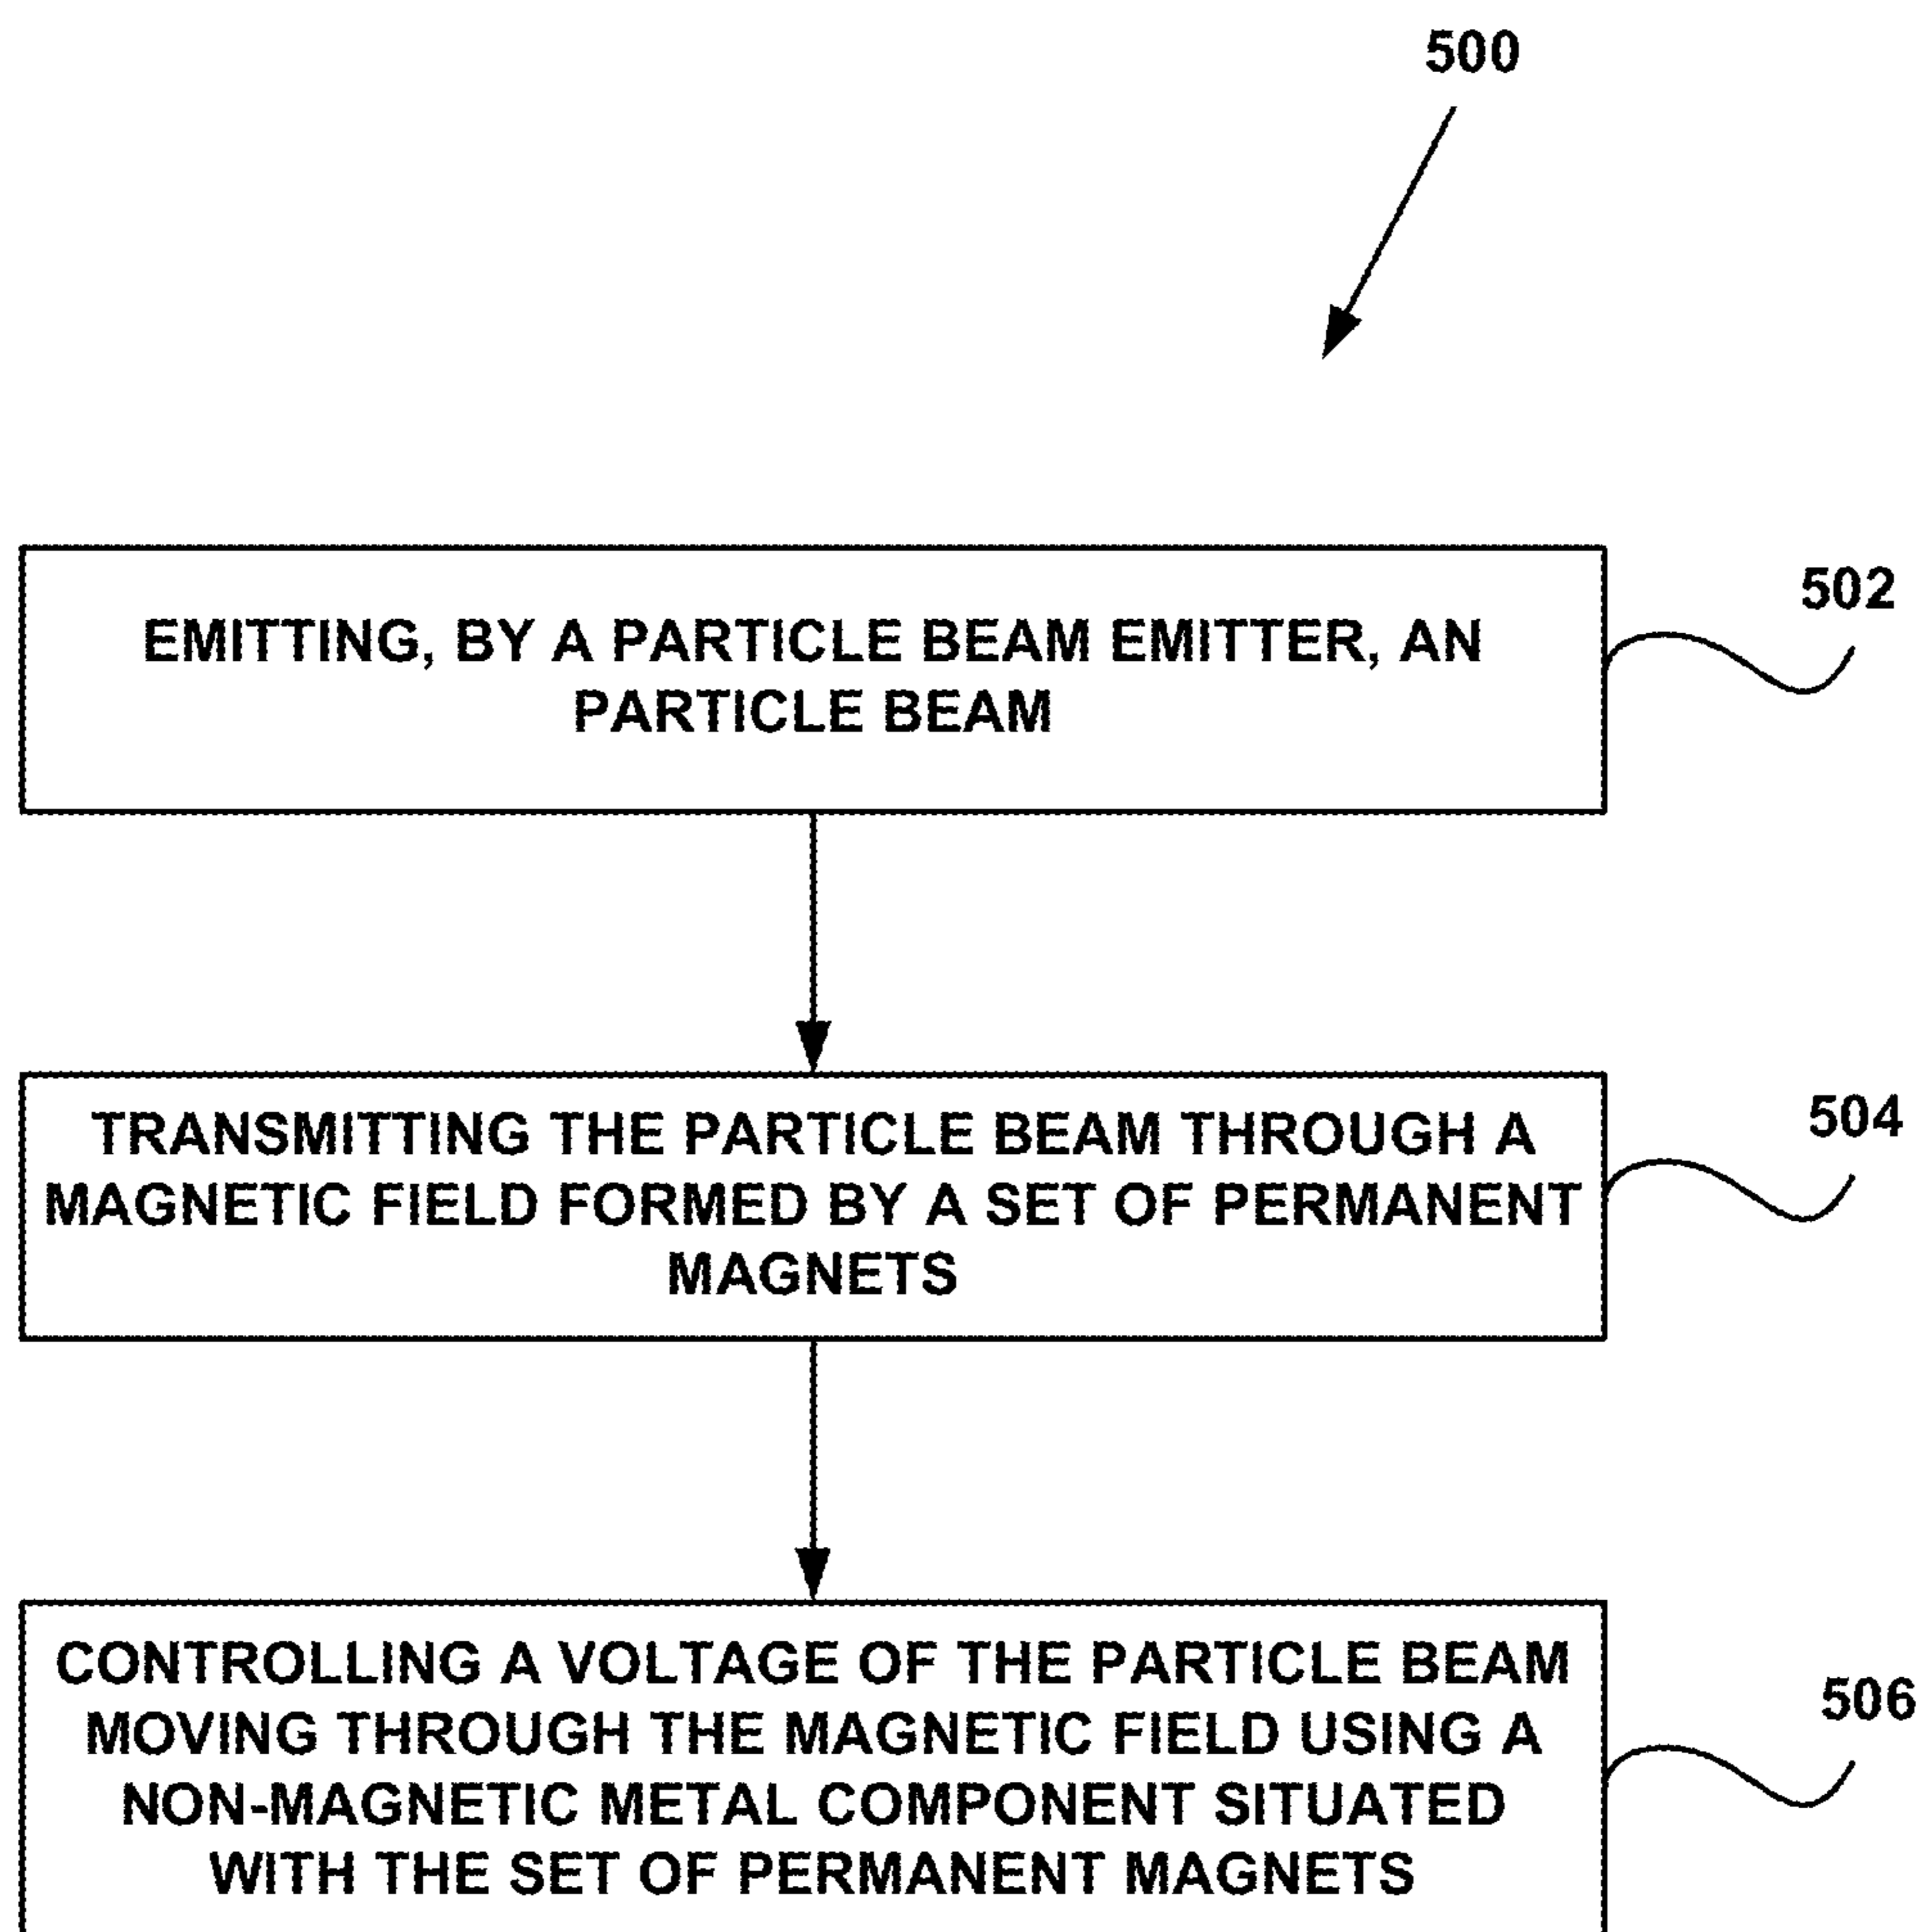 500
EMITTING, BY A PARTICLE BEAM EMITTER, AN
PARTICLE BEAM
502
TRANSMITTING THE PARTICLE BEAM THROUGH A
MAGNETIC FIELD FORMED BY A SET OF PERMANENT
MAGNETS
504
CONTROLLING A VOLTAGE OF THE PARTICLE BEAM
MOVING THROUGH THE MAGNETIC FIELD USING A
NON-MAGNETIC METAL COMPONENT SITUATED
WITH THE SET OF PERMANENT MAGNETS
506